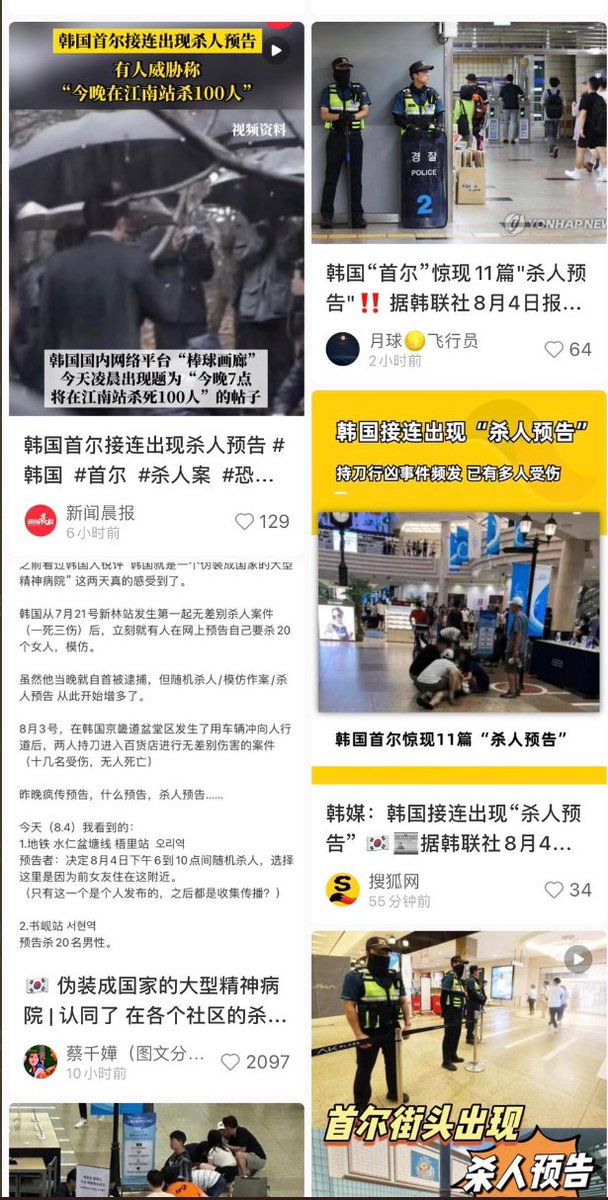 韩国首尔接连出现杀人预告
有人威胁称
“今晚在江南站杀100人”
视频资料
韩国国内网络平台“棒球画廊”
今天凌晨出现题为“今晚7点
将在江南站杀死100人”的帖子
韩国首尔接连出现杀人预告 #
韩国 #首尔 #杀人案 #恐...
新闻晨报
6小时前
129
之前看过韩国人锐评“韩国就是一个伪装成国家的大型
精神病院”这两天真的感受到了。
韩国从7月21号新林站发生第一起无差别杀人案件
（一死三伤）后，立刻就有人在网上预告自己要杀20
个女人，模仿。
虽然他当晚就自首被逮捕，但随机杀人/模仿作案/杀
人预告 从此开始增多了。
8月3号，在韩国京畿道盆堂区发生了用车辆冲向人行
道后，两人持刀进入百货店进行无差别伤害的案件
（十几名受伤，无人死亡）
昨晚疯传预告，什么预告，杀人预告......
今天（8.4）我看到的：
1.地铁 水仁盆塘线 梧里站 오리역
预告者：决定8月4日下午6到10点间随机杀人，选择
这里是因为前女友住在这附近。
（只有这一个是个人发布的，之后都是收集传播？）
2.书岘站 서현역
预告杀20名男性。
🇰🇷 伪装成国家的大型精神病
院 | 认同了 在各个社区的杀...
蔡千嬅（图文分...
10小时前
2097
경찰
POLICE
2
YONHAP NEWS
韩国“首尔”惊现11篇"杀人预
告"‼️ 据韩联社8月4日报...
月球🌕飞行员
2小时前
64
韩国接连出现“杀人预告”
持刀行凶事件频发 已有多人受伤
韩国首尔惊现11篇“杀人预告”
韩媒：韩国接连出现“杀人预
告” 🇰🇷据韩联社8月4...
搜狐网
55分钟前
34
AK PLAZA
首尔街头出现
杀人预告